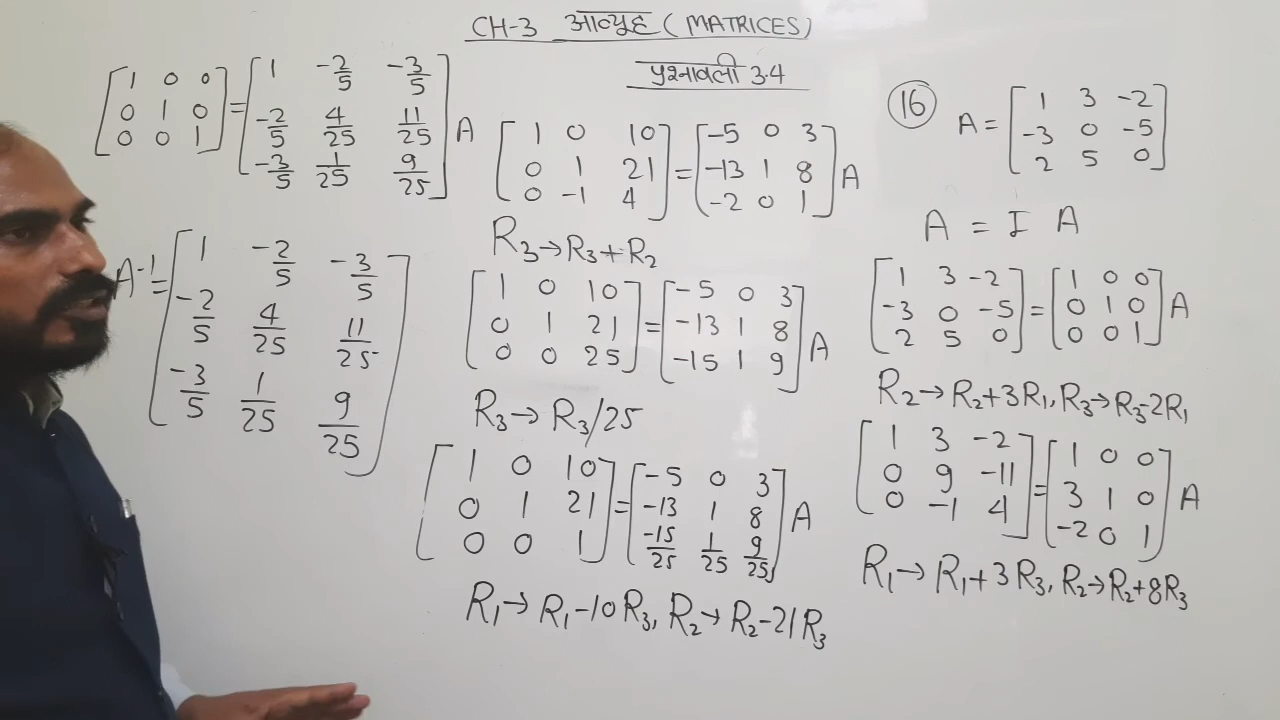 CH-3 आव्यूह (MATRICES)
प्रश्नावली 3.4
(16) A = [ 1 3 -2
-3 0 -5
2 5 0 ]
A = I A
[ 1 3 -2 ] = [ 1 0 0 ] A
[ -3 0 -5 ] [ 0 1 0 ]
[ 2 5 0 ] [ 0 0 1 ]
R2→R2+3R1, R3→R3-2R1
[ 1 3 -2 ] = [ 1 0 0 ] A
[ 0 9 -11 ] [ 3 1 0 ]
[ 0 -1 4 ] [ -2 0 1 ]
R1→R1+3R3, R2→R2+8R3
[ 1 0 10 ] = [ -5 0 3 ] A
[ 0 1 21 ] [ -13 1 8 ]
[ 0 -1 4 ] [ -2 0 1 ]
R3→R3+R2
[ 1 0 10 ] = [ -5 0 3 ] A
[ 0 1 21 ] [ -13 1 8 ]
[ 0 0 25 ] [ -15 1 9 ]
R3→R3/25
[ 1 0 10 ] = [ -5 0 3 ] A
[ 0 1 21 ] [ -13 1 8 ]
[ 0 0 1 ] [ -15/25 1/25 9/25 ]
R1→R1-10R3, R2→R2-21R3
[ 1 0 0 ] = [ 1 -2/5 -3/5 ] A
[ 0 1 0 ] [ -2/5 4/25 11/25 ]
[ 0 0 1 ] [ -3/5 1/25 9/25 ]
A-1 = [ 1 -2/5 -3/5
-2/5 4/25 11/25
-3/5 1/25 9/25 ]